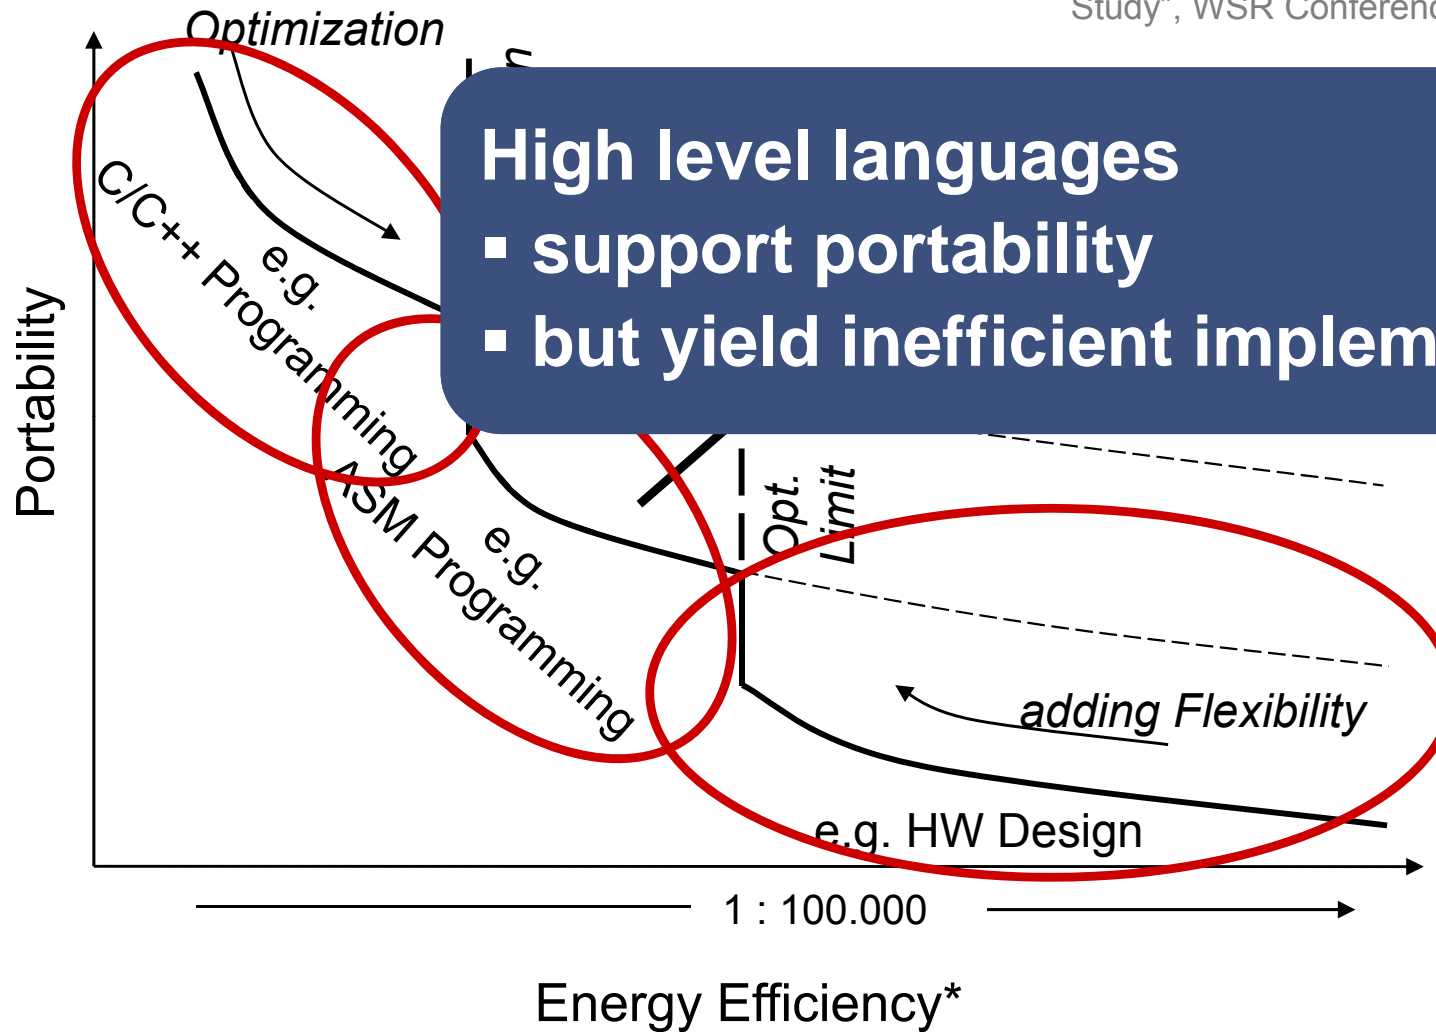 Study", WSR Conferenc
Optimization
High level languages
▪ support portability
▪ but yield inefficient implem
e.g.
C/C++ Programming
Portability
Opt.
Limit
e.g.
ASM Programming
adding Flexibility
e.g. HW Design
1 : 100.000
Energy Efficiency*